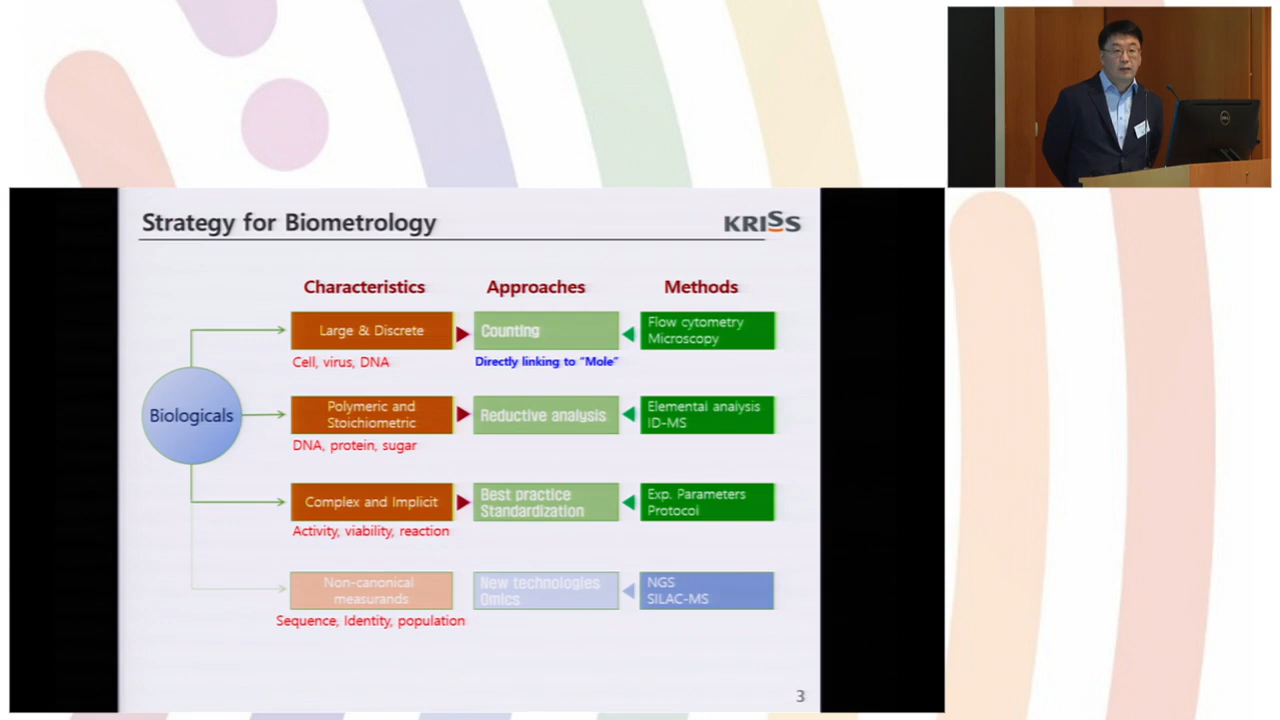 Strategy for Biometrology
KRISS
Characteristics
Approaches
Methods
Biologicals
Large & Discrete
Cell, virus, DNA
Counting
Directly linking to "Mole"
Flow cytometry
Microscopy
Polymeric and
Stoichiometric
DNA, protein, sugar
Reductive analysis
Elemental analysis
ID-MS
Complex and Implicit
Activity, viability, reaction
Best practice
Standardization
Exp. Parameters
Protocol
Non-canonical
measurands
Sequence, Identity, population
New technologies
Omics
NGS
SILAC-MS
3
DELL